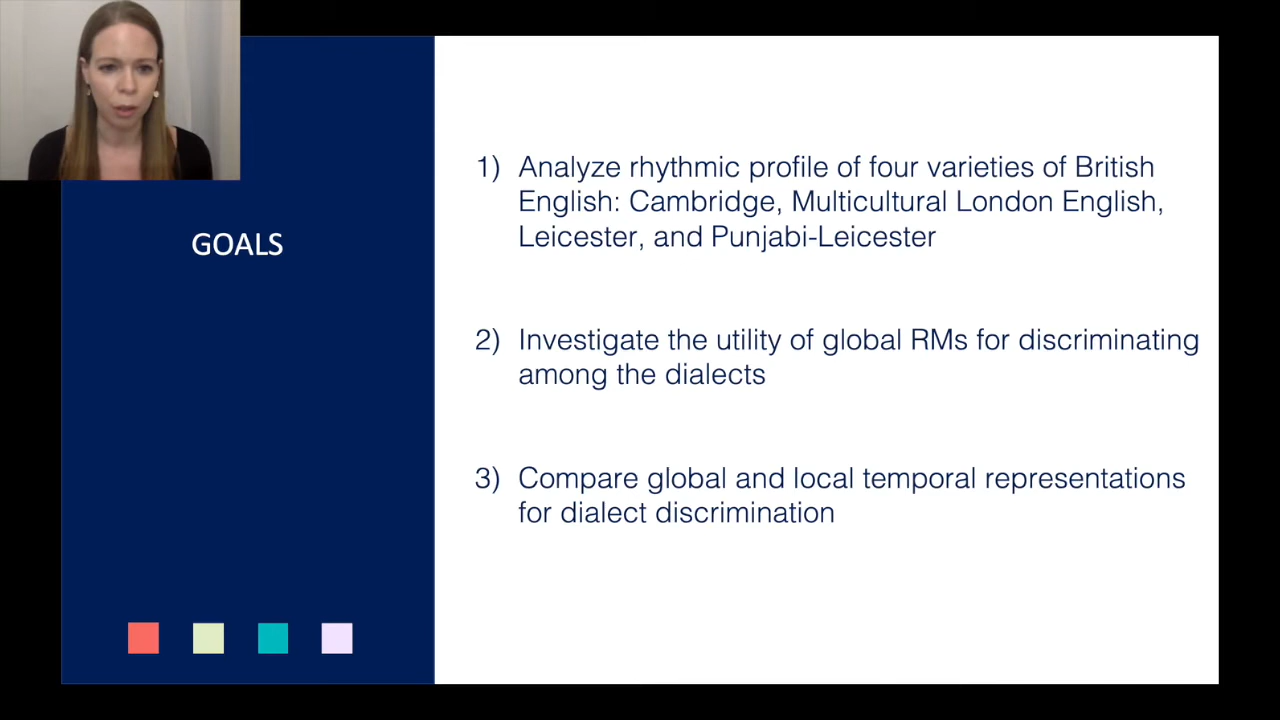 GOALS
1) Analyze rhythmic profile of four varieties of British
English: Cambridge, Multicultural London English,
Leicester, and Punjabi-Leicester
2) Investigate the utility of global RMs for discriminating
among the dialects
3) Compare global and local temporal representations
for dialect discrimination